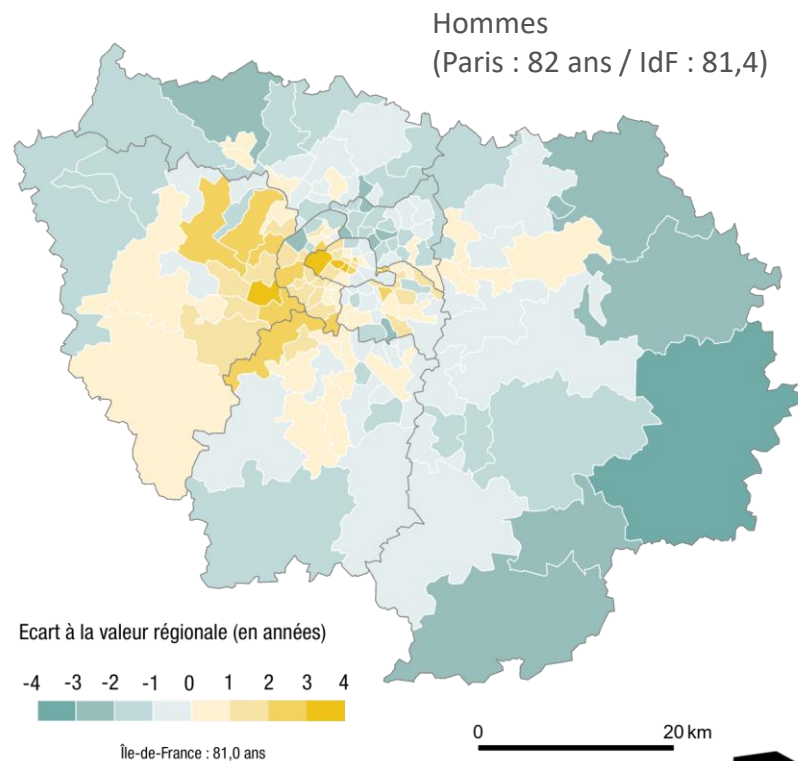 Hommes
(Paris : 82 ans / IdF : 81,4)
Ecart à la valeur régionale (en années)
-4 -3 -2 -1 0 1 2 3 4
Île-de-France : 81,0 ans
0 20 km